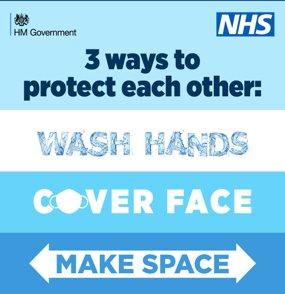 HM Government
NHS
3 ways to
protect each other:
WASH HANDS
COVER FACE
MAKE SPACE